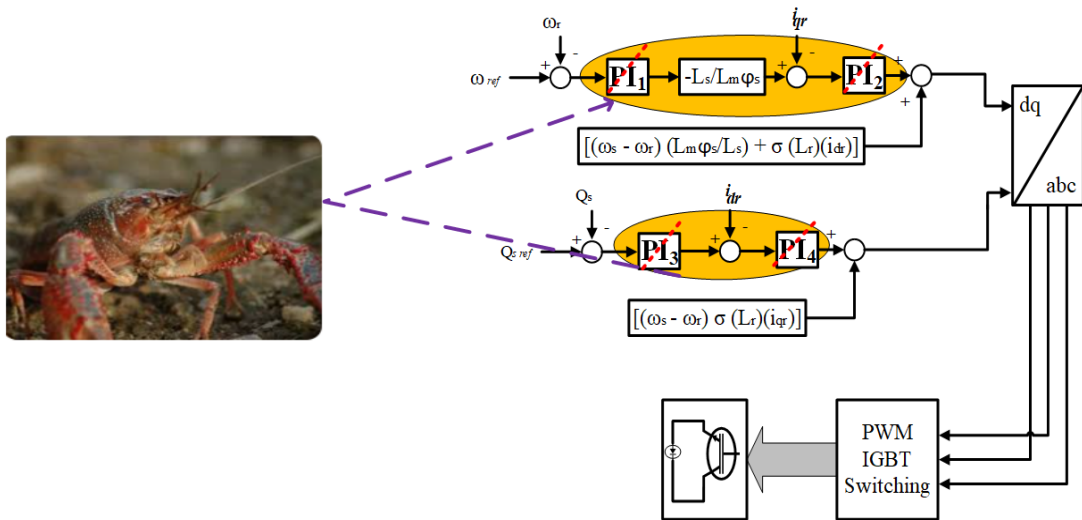 ωr
iqr
ω ref
+
-
PI1
-Ls/Lmφs
+
-
PI2
+
+
[(ωs - ωr) (Lmφs/Ls) + σ (Lr)(idr)]
dq
abc
Qs
idr
Qs ref
+
-
PI3
+
-
PI4
+
[(ωs - ωr) σ (Lr)(iqr)]
PWM
IGBT
Switching